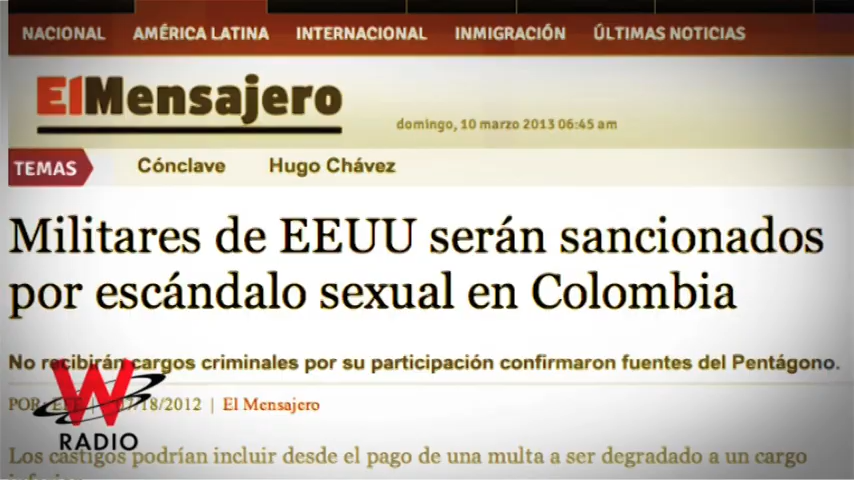 NACIONAL AMÉRICA LATINA INTERNACIONAL INMIGRACIÓN ÚLTIMAS NOTICIAS
ElMensajero
domingo, 10 marzo 2013 06:45 am
TEMAS Cónclave Hugo Chávez
Militares de EEUU serán sancionados
por escándalo sexual en Colombia
No recibirán cargos criminales por su participación confirmaron fuentes del Pentágono.
POR: EFE | 07/18/2012 | El Mensajero
W
RADIO
Los castigos podrían incluir desde el pago de una multa a ser degradado a un cargo